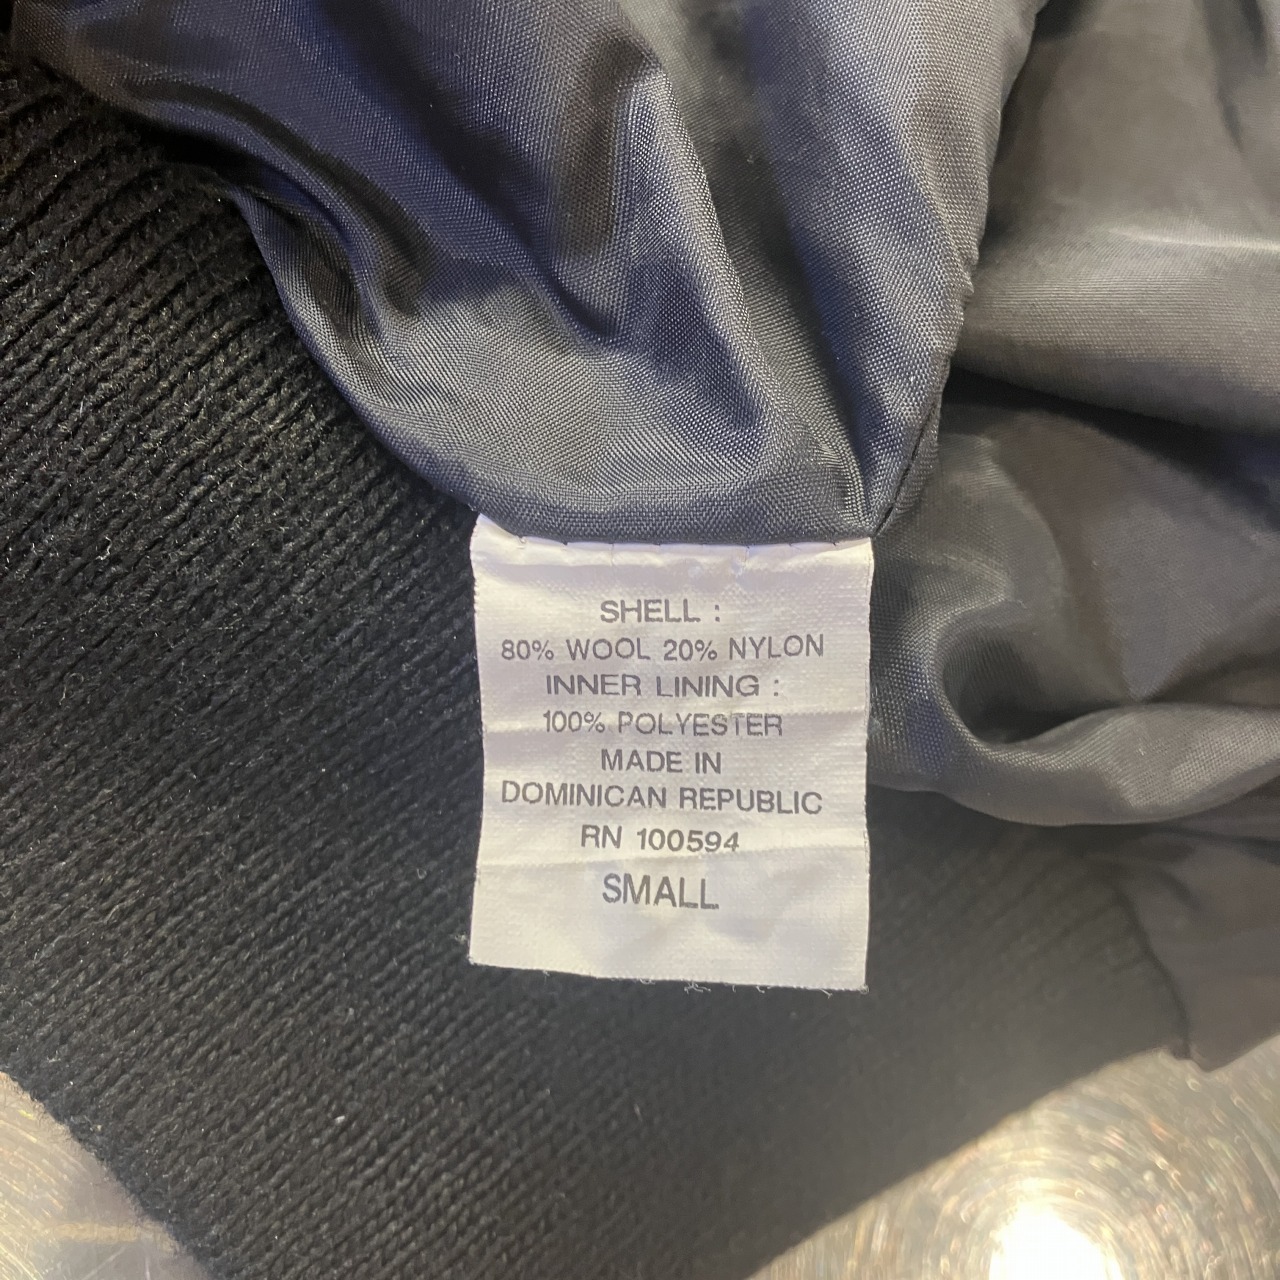 SHELL :
80% WOOL 20% NYLON
INNER LINING :
100% POLYESTER
MADE IN
DOMINICAN REPUBLIC
RN 100594
SMALL